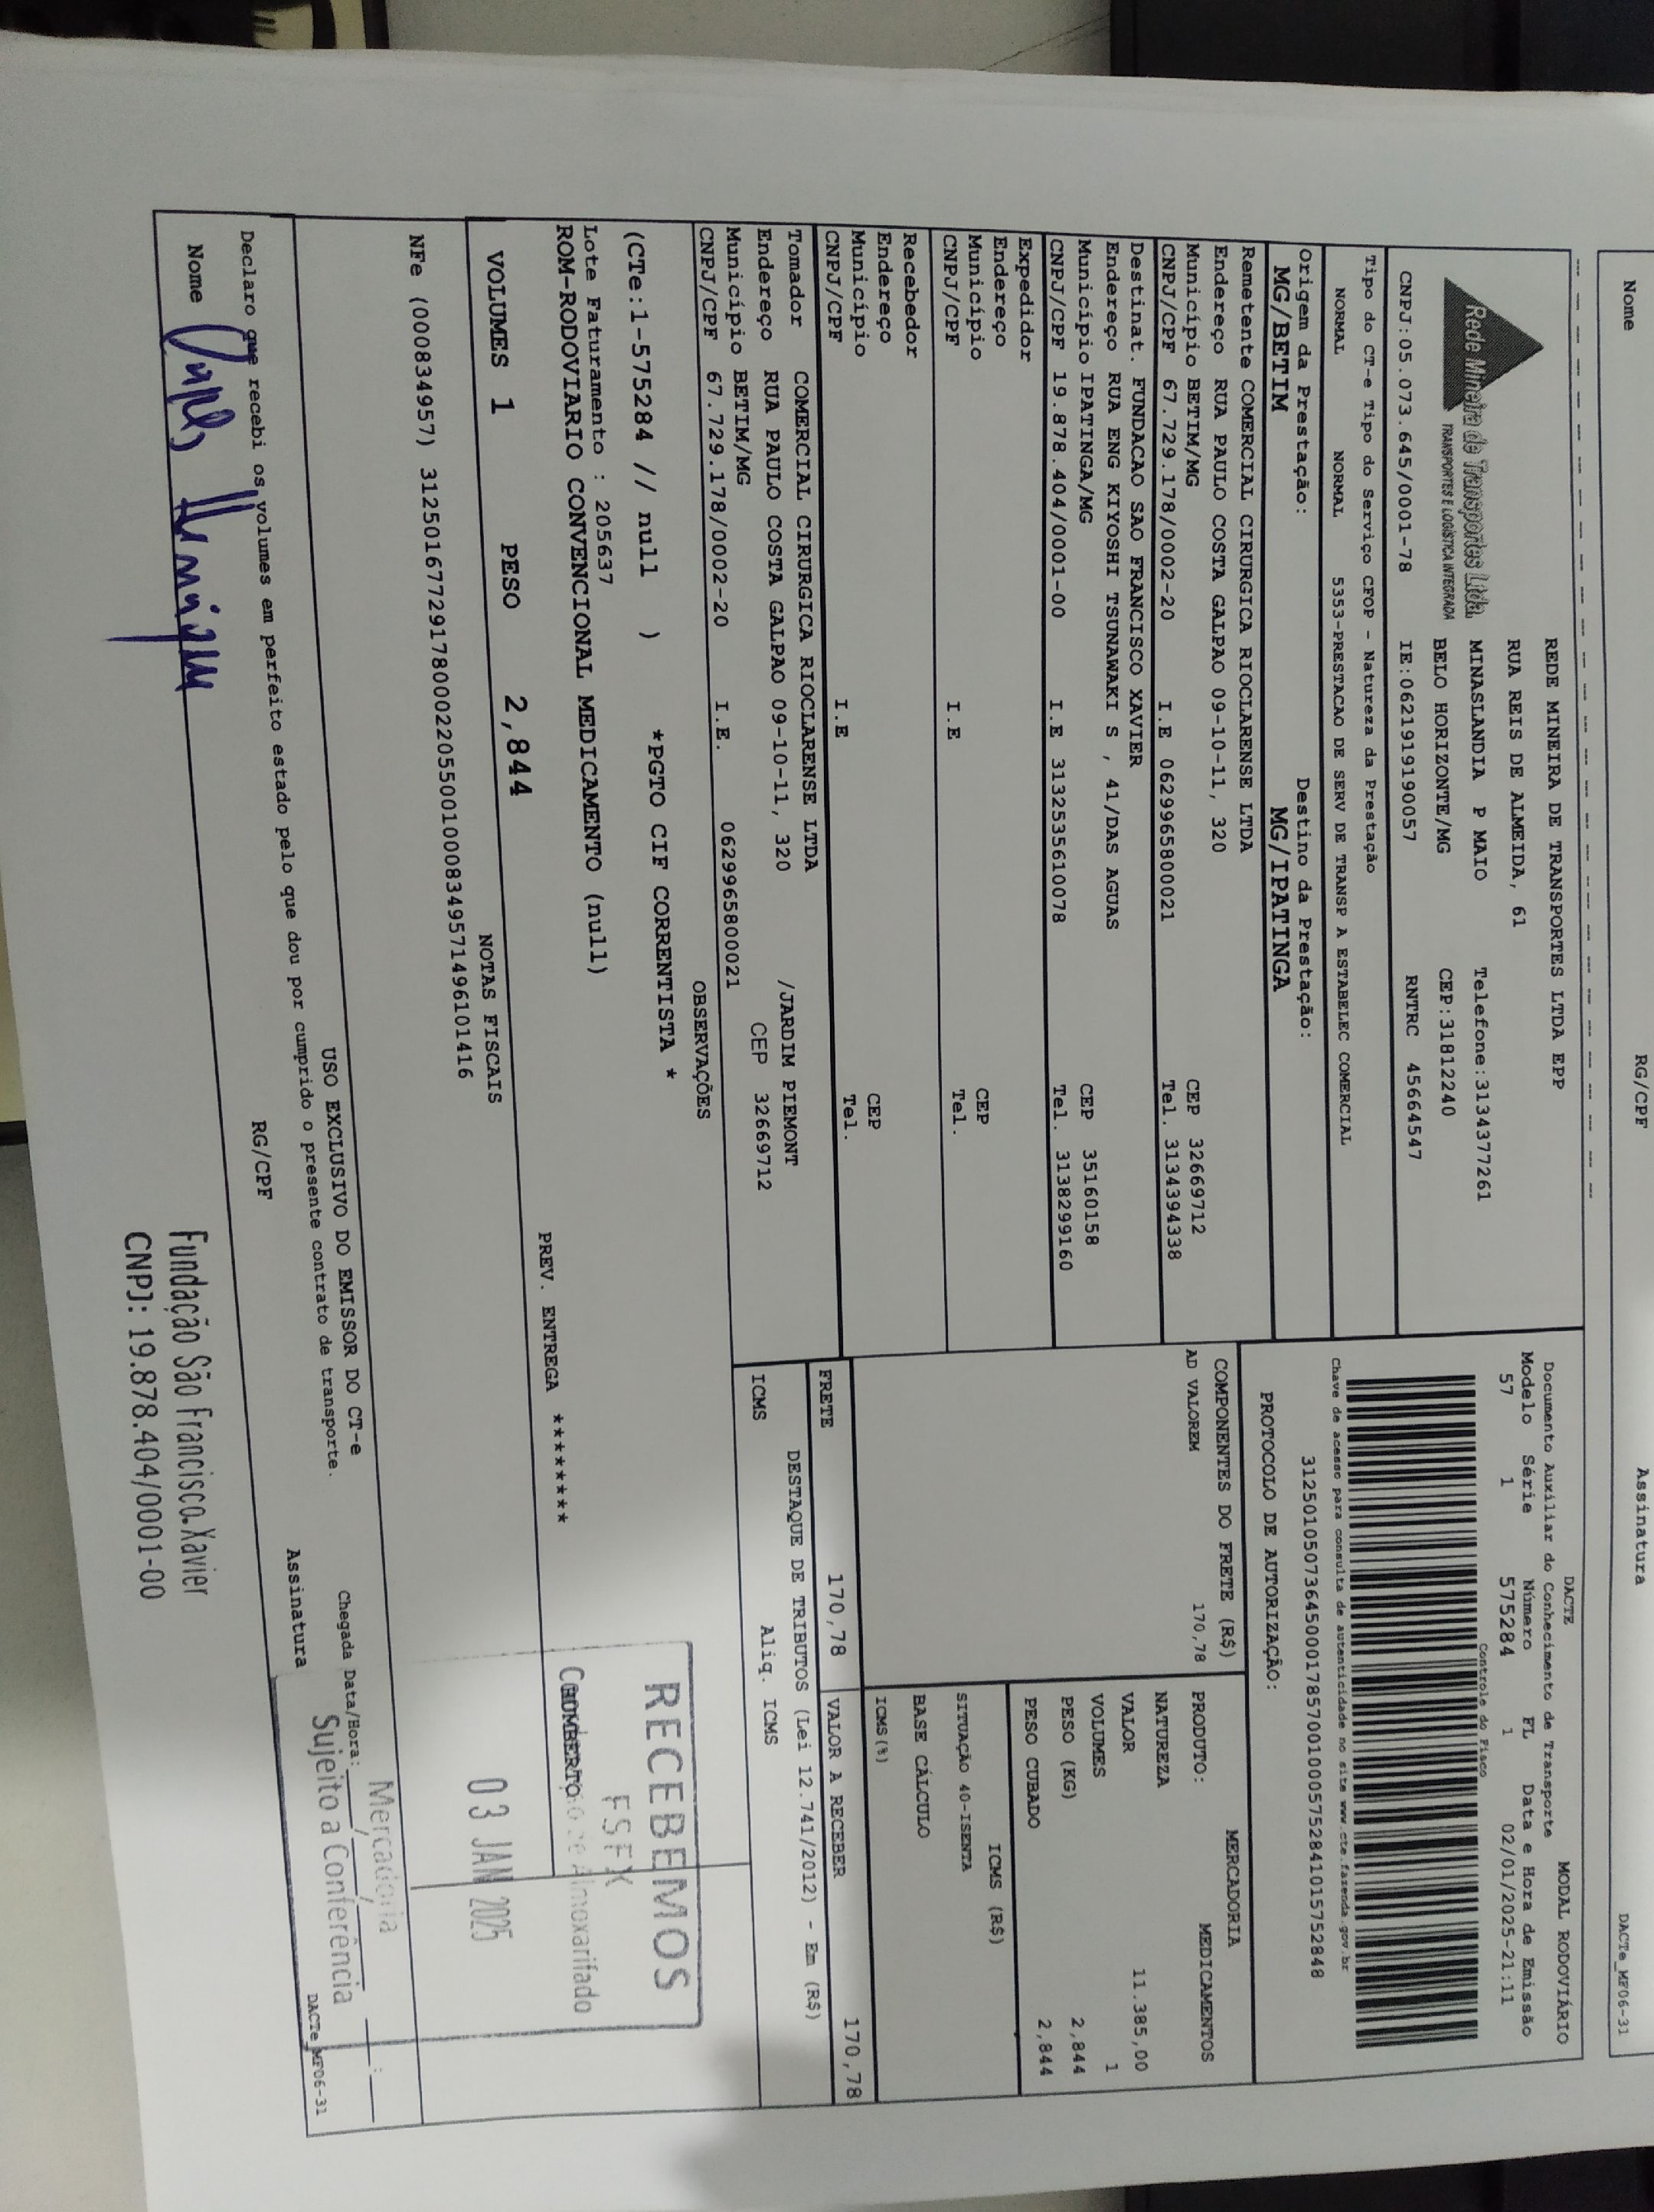 Nome RG/CPF Assinatura DACTe_MF06-31
Rede Mineira de Transportes Ltda.
TRANSPORTES E LOGÍSTICA INTEGRADA
REDE MINEIRA DE TRANSPORTES LTDA EPP
RUA REIS DE ALMEIDA, 61
MINASLANDIA P MAIO Telefone:3134377261
BELO HORIZONTE/MG CEP:31812240
CNPJ:05.073.645/0001-78 IE:0621919190057 RNTRC 45664547
DACTE MODAL RODOVIÁRIO
Documento Auxiliar do Conhecimento de Transporte
Modelo Série Número FL Data e Hora de Emissão
57 1 575284 1 02/01/2025-21:11
Controle do Fisco
Chave de acesso para consulta de autenticidade no site www.cte.fazenda.gov.br
31250105073645000178570010005752841015752848
PROTOCOLO DE AUTORIZAÇÃO:
Tipo do CT-e Tipo do Serviço CFOP - Natureza da Prestação
NORMAL NORMAL 5353-PRESTACAO DE SERV DE TRANSP A ESTABELEC COMERCIAL
Origem da Prestação: Destino da Prestação:
MG/BETIM MG/IPATINGA
Remetente COMERCIAL CIRURGICA RIOCLARENSE LTDA
Endereço RUA PAULO COSTA GALPAO 09-10-11, 320
Município BETIM/MG CEP 32669712
CNPJ/CPF 67.729.178/0002-20 I.E 0629965800021 Tel. 3134394338
Destinat. FUNDACAO SAO FRANCISCO XAVIER
Endereço RUA ENG KIYOSHI TSUNAWAKI S , 41/DAS AGUAS
Município IPATINGA/MG CEP 35160158
CNPJ/CPF 19.878.404/0001-00 I.E 3132535610078 Tel. 3138299160
Expedidor
Endereço
Município CEP
CNPJ/CPF I.E Tel.
Recebedor
Endereço
Município CEP
CNPJ/CPF I.E Tel.
COMPONENTES DO FRETE (R$)
AD VALOREM 170,78
MERCADORIA
PRODUTO: MEDICAMENTOS
NATUREZA
VALOR 11.385,00
VOLUMES 1
PESO (KG) 2,844
PESO CUBADO 2,844
ICMS (R$)
SITUAÇÃO 40-ISENTA
BASE CÁLCULO
ICMS(%)
Tomador COMERCIAL CIRURGICA RIOCLARENSE LTDA
Endereço RUA PAULO COSTA GALPAO 09-10-11, 320 /JARDIM PIEMONT
Município BETIM/MG CEP 32669712
CNPJ/CPF 67.729.178/0002-20 I.E. 0629965800021
FRETE 170,78 VALOR A RECEBER 170,78
DESTAQUE DE TRIBUTOS (Lei 12.741/2012) - Em (R$)
ICMS Aliq. ICMS
OBSERVAÇÕES
(CTe:1-575284 // null ) *PGTO CIF CORRENTISTA *
Lote Faturamento : 205637
ROM-RODOVIARIO CONVENCIONAL MEDICAMENTO (null)
PREV. ENTREGA ********
RECEBEMOS
FSFX
Almoxarifado
03 JAN 2025
VOLUMES 1 PESO 2,844
NOTAS FISCAIS
NFe (000834957) 31250167729178000220550010008349571496101416
USO EXCLUSIVO DO EMISSOR DO CT-e
Chegada Data/Hora: / / :
Mercadoria
Sujeito a Conferência
Declaro que recebi os volumes em perfeito estado pelo que dou por cumprido o presente contrato de transporte.
Nome RG/CPF Assinatura
DACTe_MF06-31
Fundação São Francisco Xavier
CNPJ: 19.878.404/0001-00